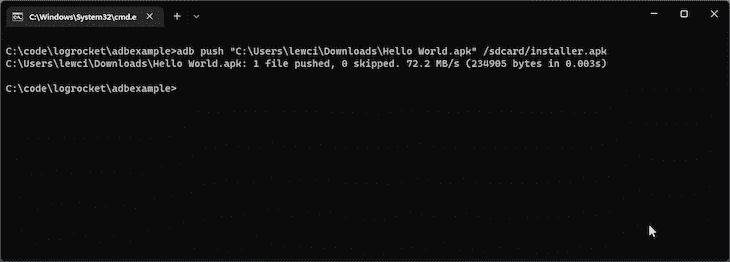 C:\Windows\System32\cmd.e
C:\code\logrocket\adbexample>adb push "C:\Users\lewci\Downloads\Hello World.apk" /sdcard/installer.apk
C:\Users\lewci\Downloads\Hello World.apk: 1 file pushed, 0 skipped. 72.2 MB/s (234905 bytes in 0.003s)
C:\code\logrocket\adbexample>